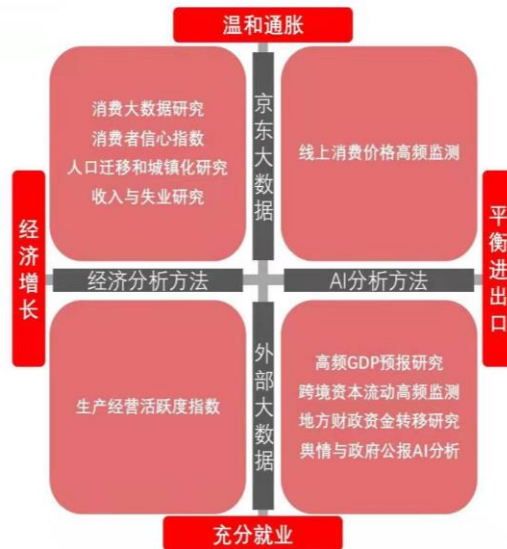 温和通胀
消费大数据研究
消费者信心指数
人口迁移和城镇化研究
收入与失业研究
京东大数据
线上消费价格高频监测
经济增长
经济分析方法
AI分析方法
平衡进出口
生产经营活跃度指数
外部大数据
高频GDP预报研究
跨境资本流动高频监测
地方财政资金转移研究
舆情与政府公报AI分析
充分就业